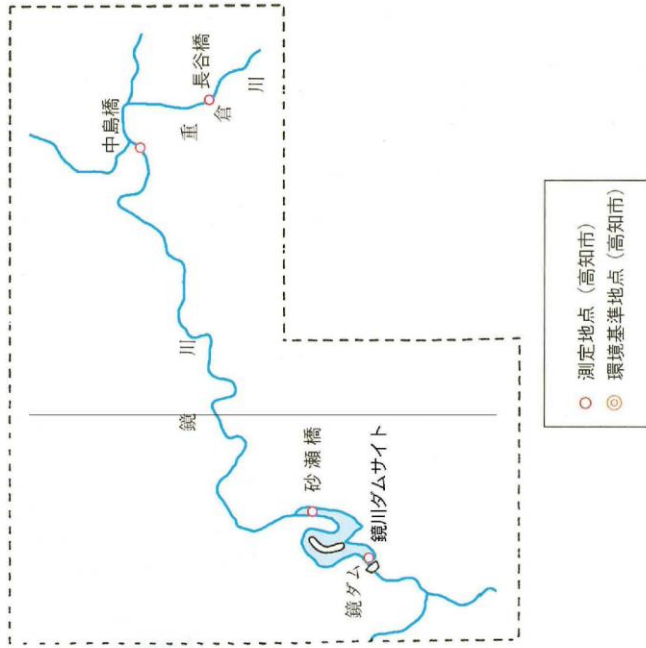 中島橋
長谷橋
重倉川
鏡川
砂瀬橋
鏡川ダムサイト
鏡ダム
測定地点（高知市）
環境基準地点（高知市）